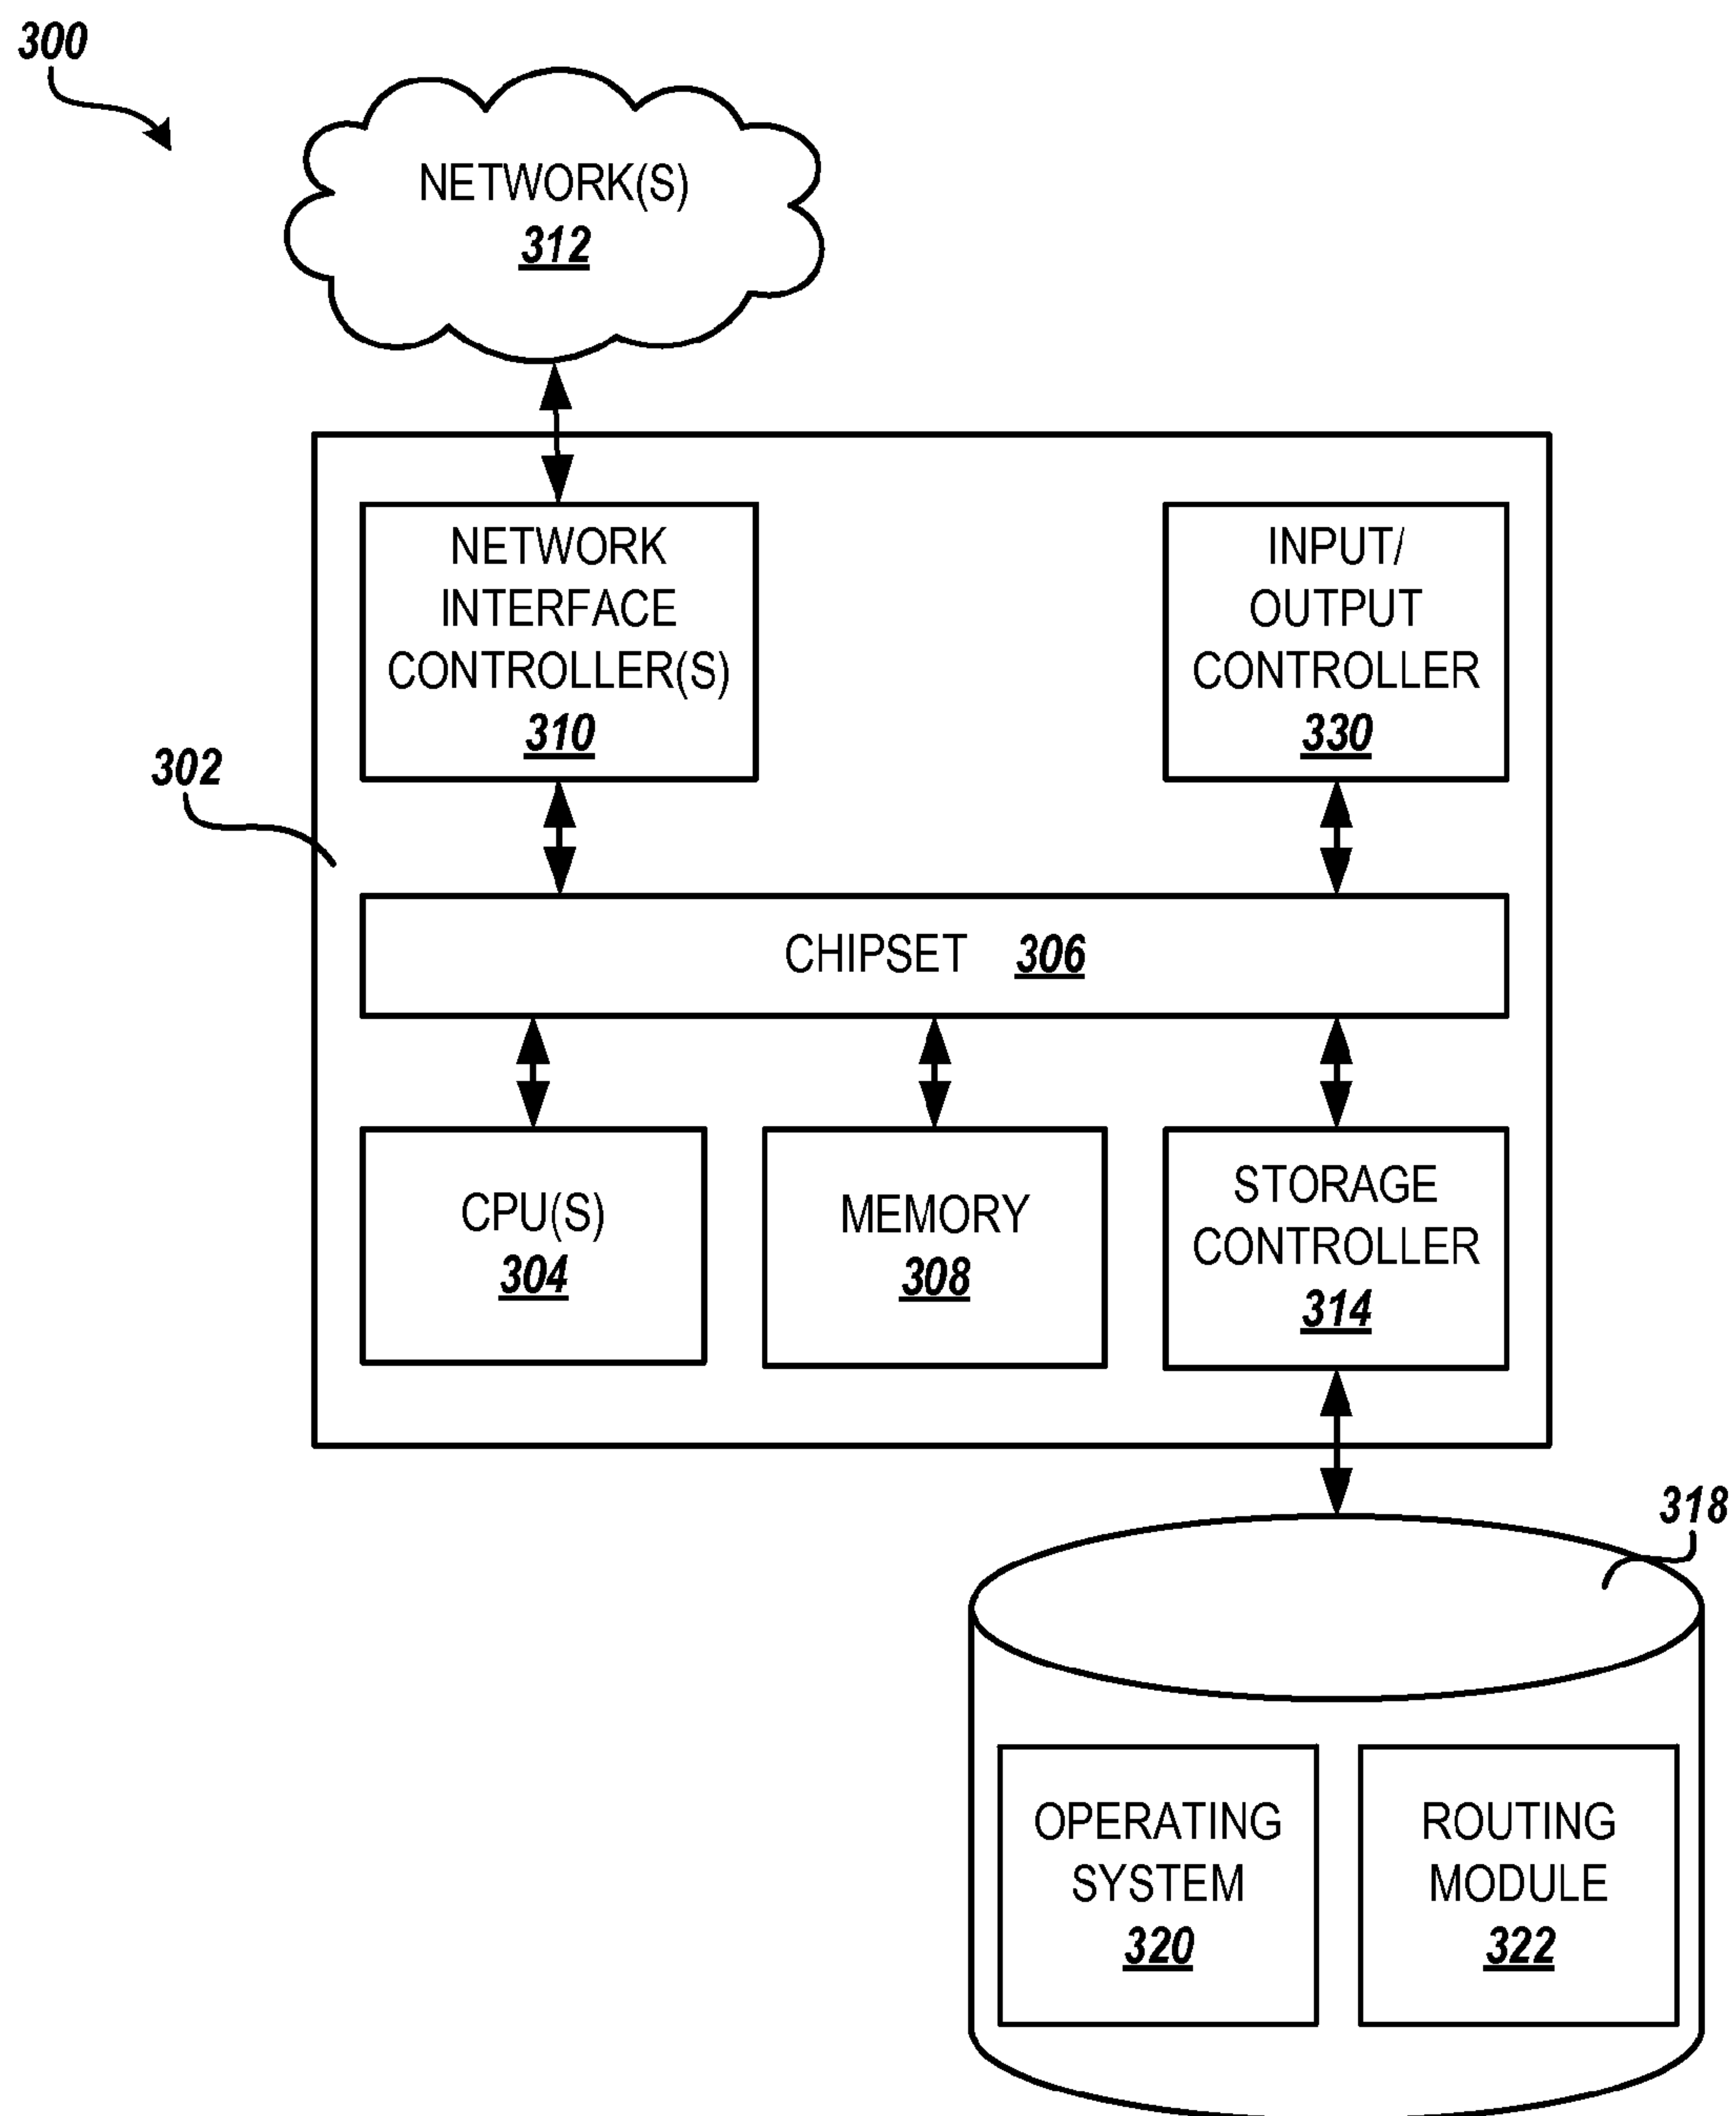 300
NETWORK(S)
312
NETWORK
INTERFACE
CONTROLLER(S)
310
INPUT/
OUTPUT
CONTROLLER
330
302
CHIPSET 306
CPU(S)
304
MEMORY
308
STORAGE
CONTROLLER
314
318
OPERATING
SYSTEM
320
ROUTING
MODULE
322